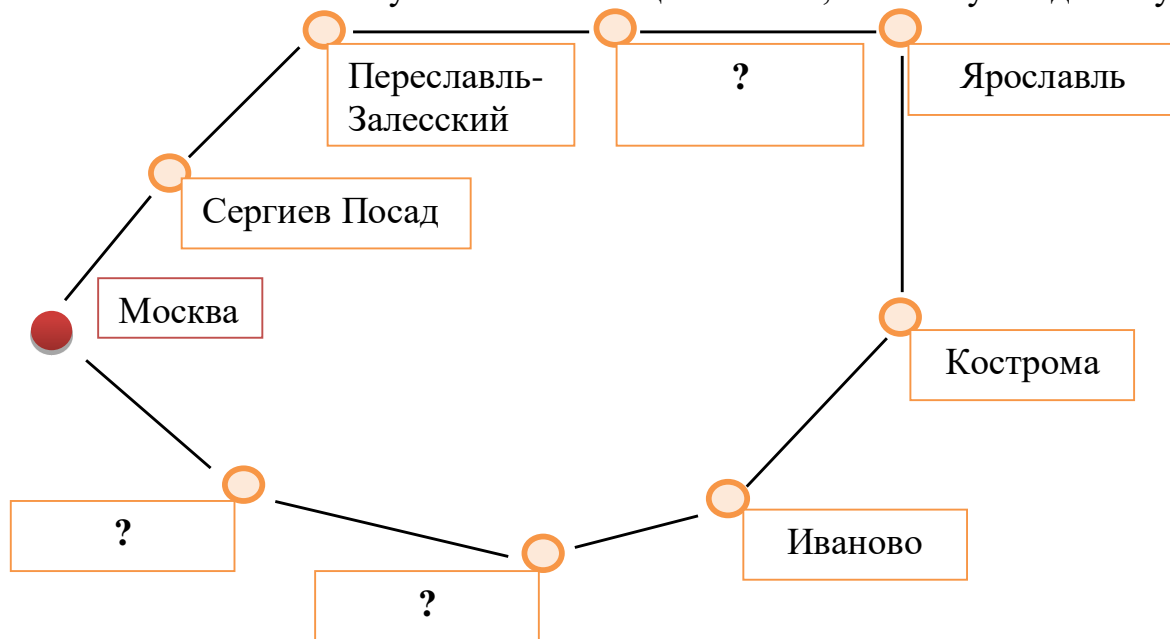 ?
Переславль-
Залесский
Ярославль
Сергиев Посад
Москва
Кострома
?
Иваново
?